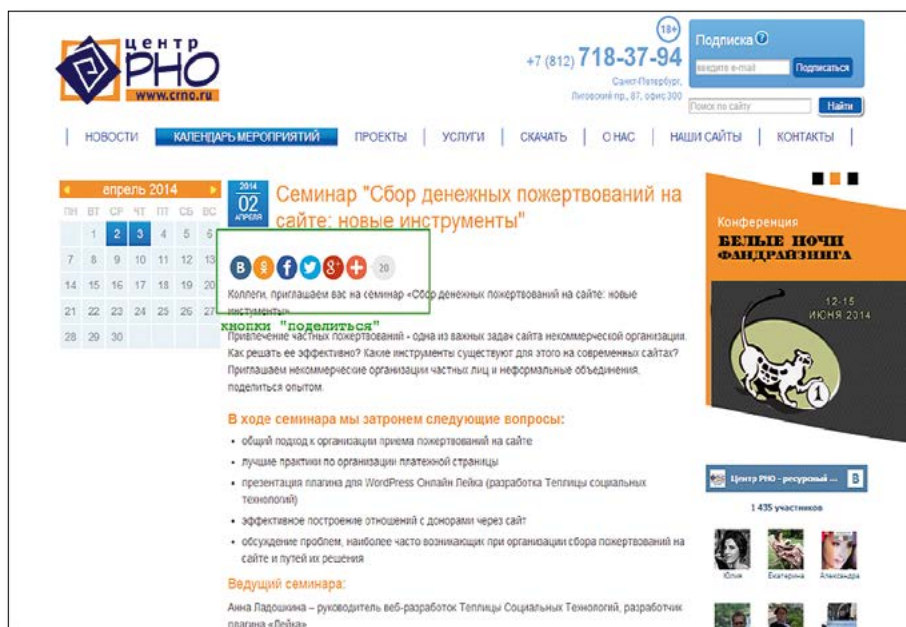 центр
РНО
www.crno.ru
18+
+7 (812) 718-37-94
Санкт-Петербург,
Лиговский пр., 87, офис 300
Подписка ?
введите e-mail
Подписаться
Поиск по сайту
Найти
НОВОСТИ
КАЛЕНДАРЬ МЕРОПРИЯТИЙ
ПРОЕКТЫ
УСЛУГИ
СКАЧАТЬ
О НАС
НАШИ САЙТЫ
КОНТАКТЫ
апрель 2014
ПН ВТ СР ЧТ ПТ СБ ВС
1 2 3 4 5 6
7 8 9 10 11 12 13
14 15 16 17 18 19 20
21 22 23 24 25 26 27
28 29 30
2014
02
АПРЕЛЯ
Семинар "Сбор денежных пожертвований на
сайте: новые инструменты"
В f 8+ + 20
Коллеги, приглашаем вас на семинар «Сбор денежных пожертвований на сайте: новые
инстументы».
кнопки "поделиться"
Привлечение частных пожертвований - одна из важных задач сайта некоммерческой организации.
Как решать ее эффективно? Какие инструменты существуют для этого на современных сайтах?
Приглашаем некоммерческие организации частных лиц и неформальные объединения,
поделиться опытом.
В ходе семинара мы затронем следующие вопросы:
• общий подход к организации приема пожертвований на сайте
• лучшие практики по организации платежной страницы
• презентация плагина для WordPress Онлайн Лейка (разработка Теплицы социальных
технологий)
• эффективное построение отношений с донорами через сайт
• обсуждение проблем, наиболее часто возникающих при организации сбора пожертвований на
сайте и путей их решения
Ведущий семинара:
Анна Ладошкина – руководитель веб-разработок Теплицы Социальных Технологий, разработчик
плагина «Лейка»
Конференция
БЕЛЫЕ НОЧИ
ФАНДРАЙЗИНГА
12-15
ИЮНЯ 2014
1
Центр РНО - ресурсный ... В
1 435 участников
Юлия
Екатерина
Александра